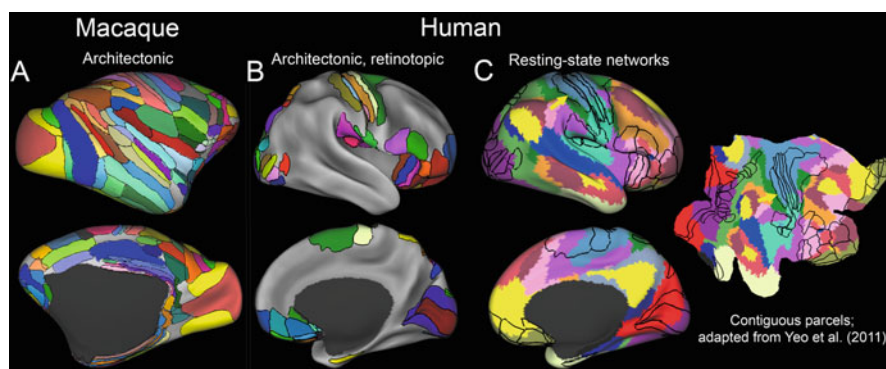 Macaque
Human
Architectonic
Architectonic, retinotopic
Resting-state networks
A
B
C
Contiguous parcels;
adapted from Yeo et al. (2011)